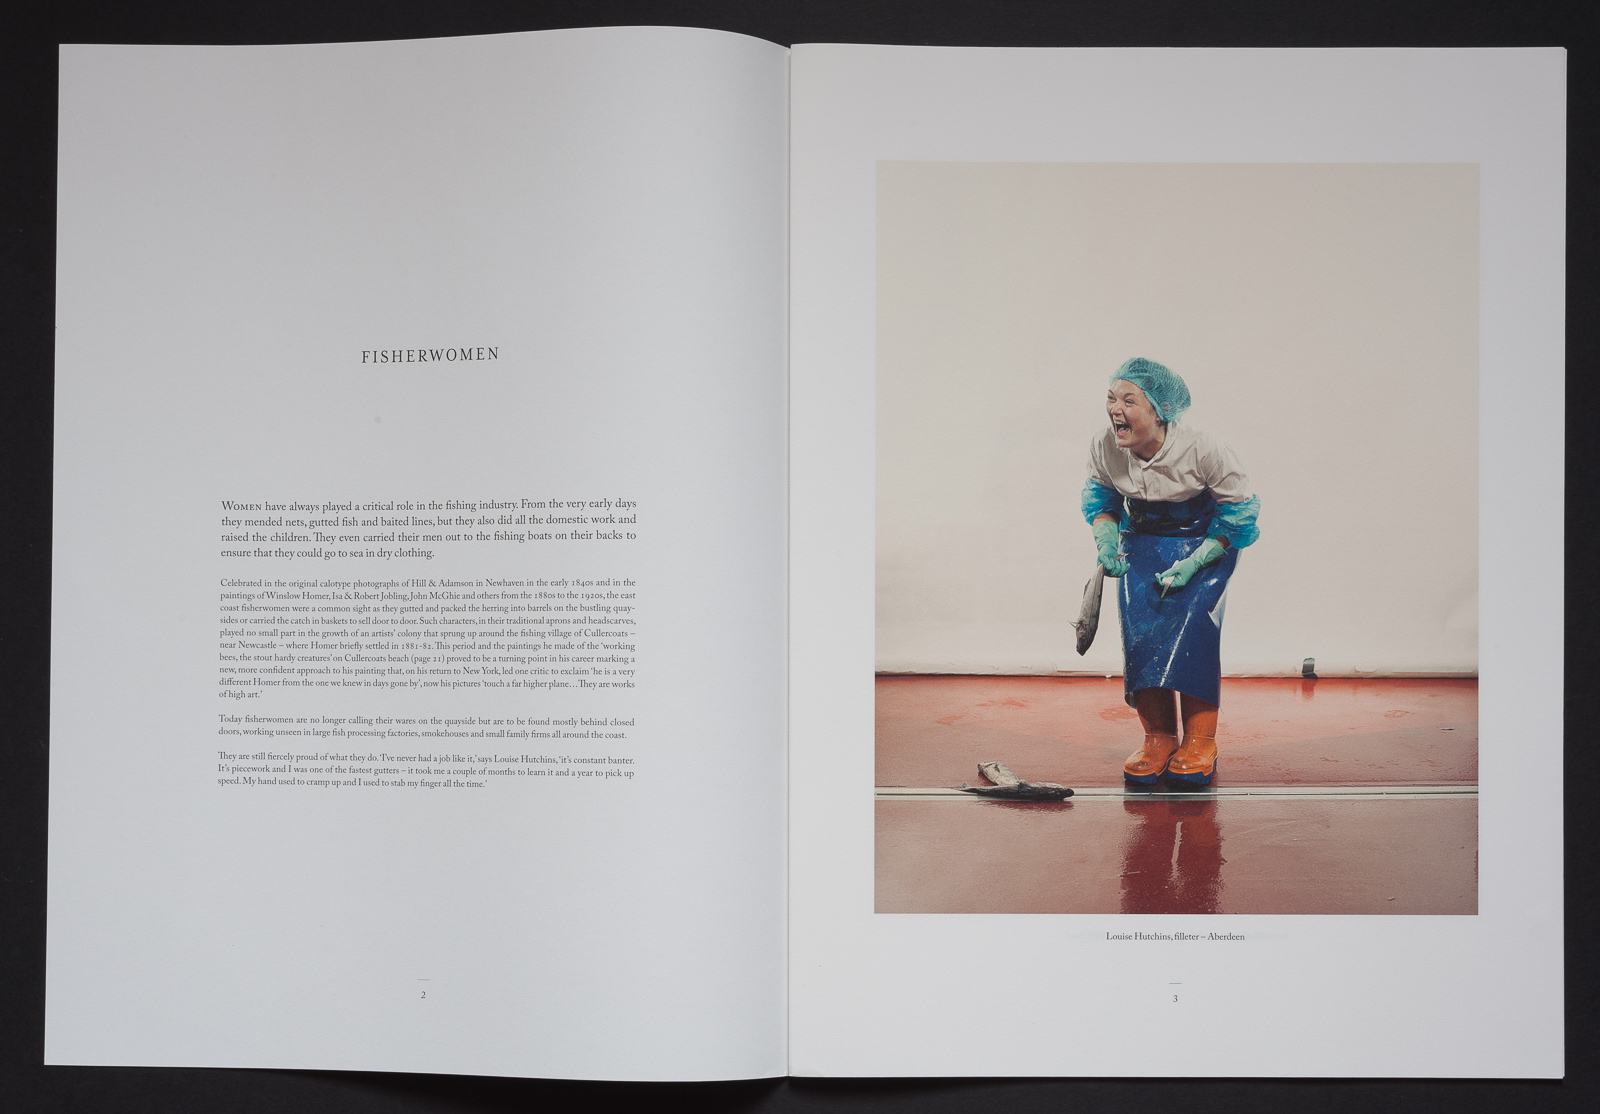 FISHERWOMEN
WOMEN have always played a critical role in the fishing industry. From the very early days
they mended nets, gutted fish and baited lines, but they also did all the domestic work and
raised the children. They even carried their men out to the fishing boats on their backs to
ensure that they could go to sea in dry clothing.
Celebrated in the original calotype photographs of Hill & Adamson in Newhaven in the early 1840s and in the
paintings of Winslow Homer, Isa & Robert Jobling, John McGhie and others from the 1880s to the 1920s, the east
coast fisherwomen were a common sight as they gutted and packed the herring into barrels on the bustling quay-
sides or carried the catch in baskets to sell door to door. Such characters, in their traditional aprons and headscarves,
played no small part in the growth of an artists' colony that sprung up around the fishing village of Cullercoats –
near Newcastle – where Homer briefly settled in 1881-82. This period and the paintings he made of the 'working
bees, the stout hardy creatures' on Cullercoats beach (page 21) proved to be a turning point in his career marking a
new, more confident approach to his painting that, on his return to New York, led one critic to exclaim 'he is a very
different Homer from the one we knew in days gone by', now his pictures 'touch a far higher plane…They are works
of high art.'
Today fisherwomen are no longer calling their wares on the quayside but are to be found mostly behind closed
doors, working unseen in large fish processing factories, smokehouses and small family firms all around the coast.
They are still fiercely proud of what they do. 'I've never had a job like it,' says Louise Hutchins, 'it's constant banter.
It's piecework and I was one of the fastest gutters – it took me a couple of months to learn it and a year to pick up
speed. My hand used to cramp up and I used to stab my finger all the time.'
2
Louise Hutchins, filleter – Aberdeen
3